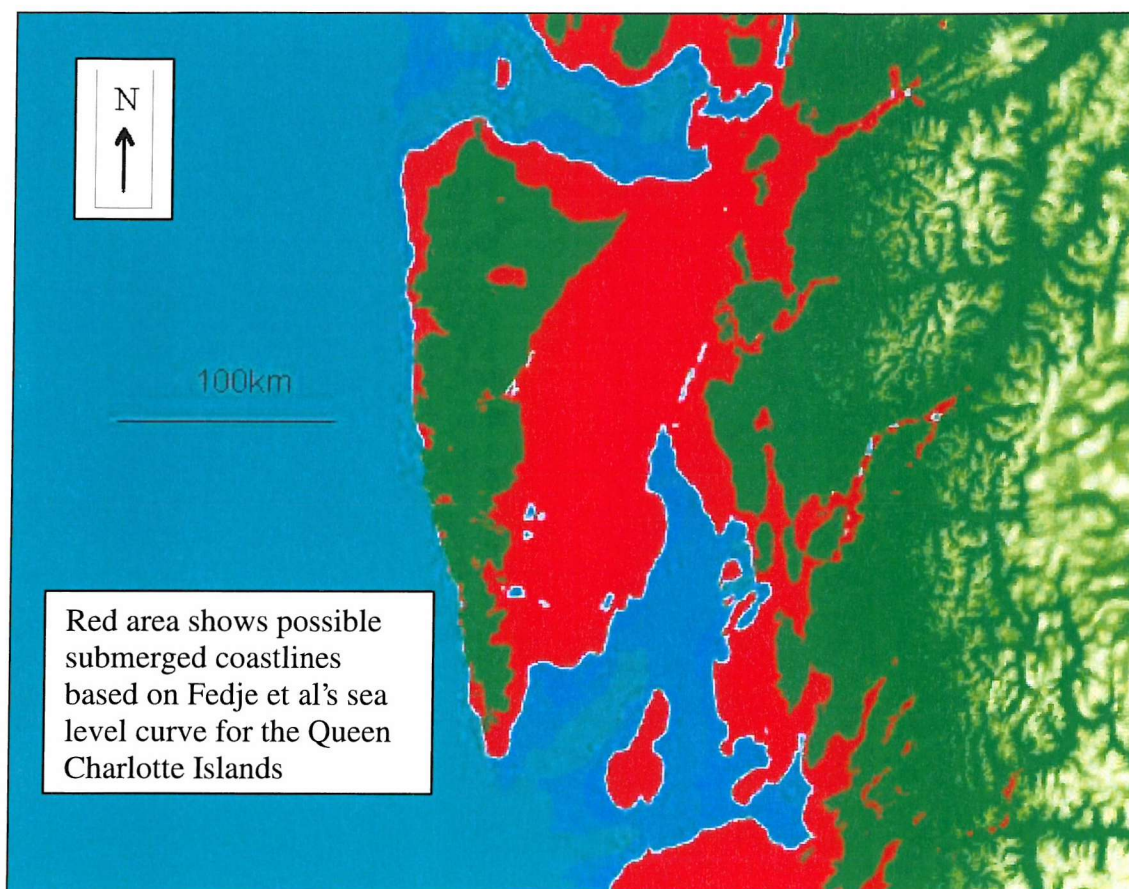 N
100km
Red area shows possible
submerged coastlines
based on Fedje et al's sea
level curve for the Queen
Charlotte Islands